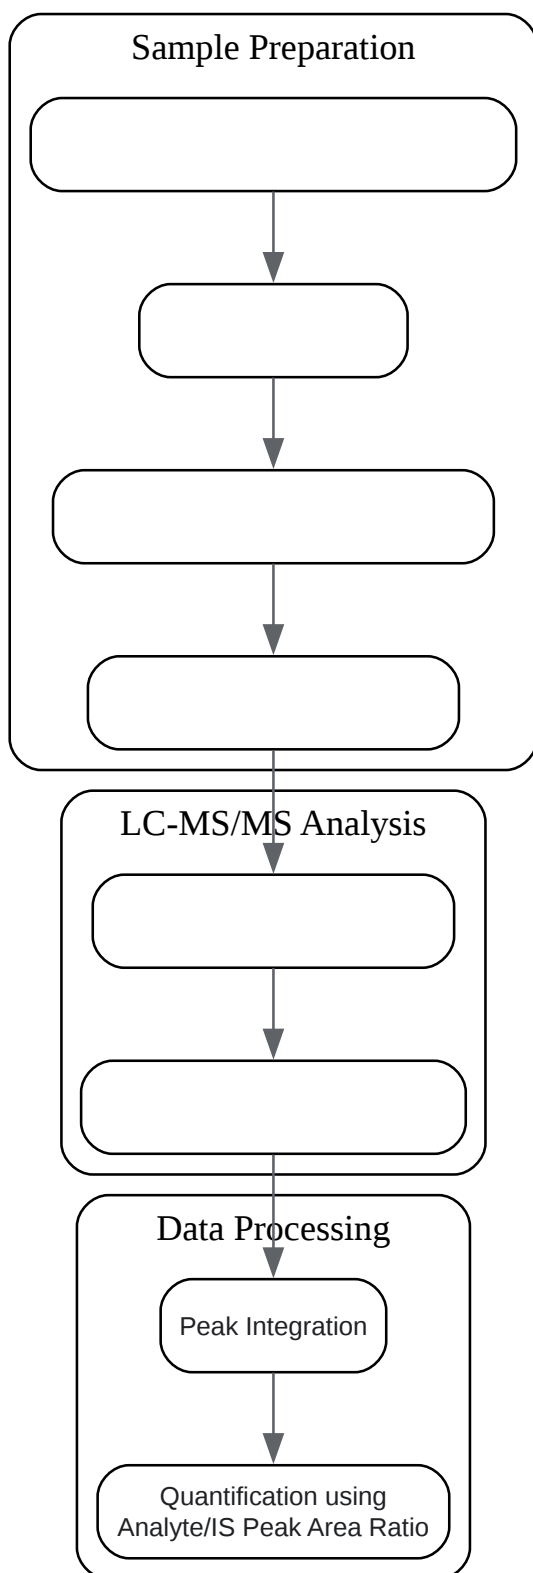 Sample Preparation
LC-MS/MS Analysis
Data Processing
Peak Integration
Quantification using
Analyte/IS Peak Area Ratio